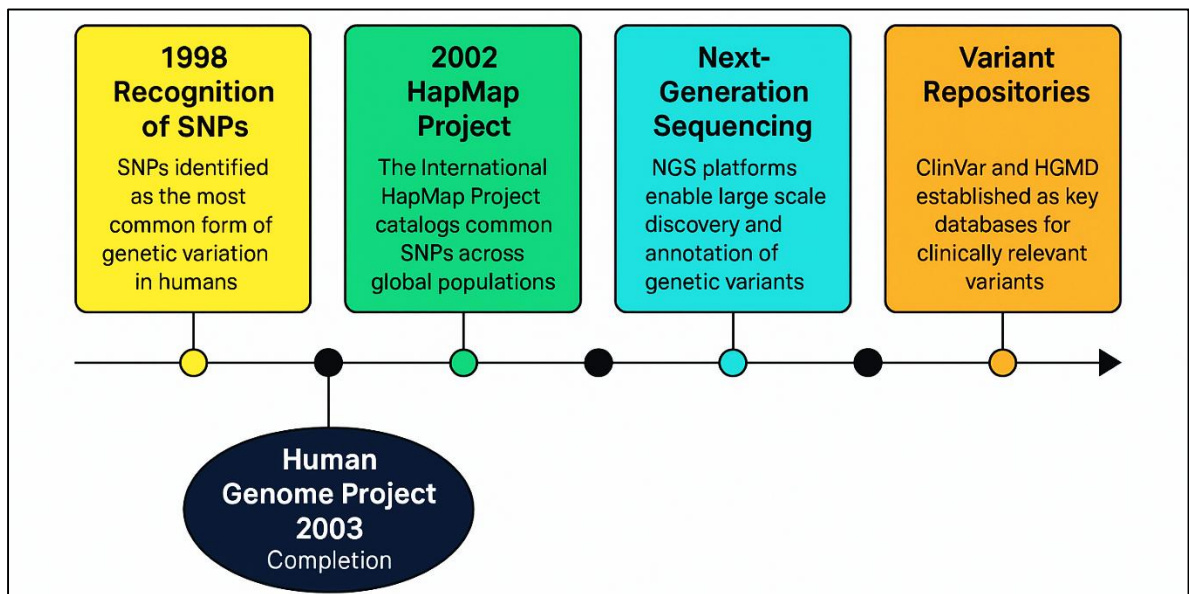 1998
Recognition
of SNPs
SNPs identified
as the most
common form of
genetic variation
in humans
2002
HapMap
Project
The International
HapMap Project
catalogs common
SNPs across
global populations
Next-
Generation
Sequencing
NGS platforms
enable large scale
discovery and
annotation of
genetic variants
Variant
Repositories
ClinVar and HGMD
established as key
databases for
clinically relevant
variants
Human
Genome Project
2003
Completion